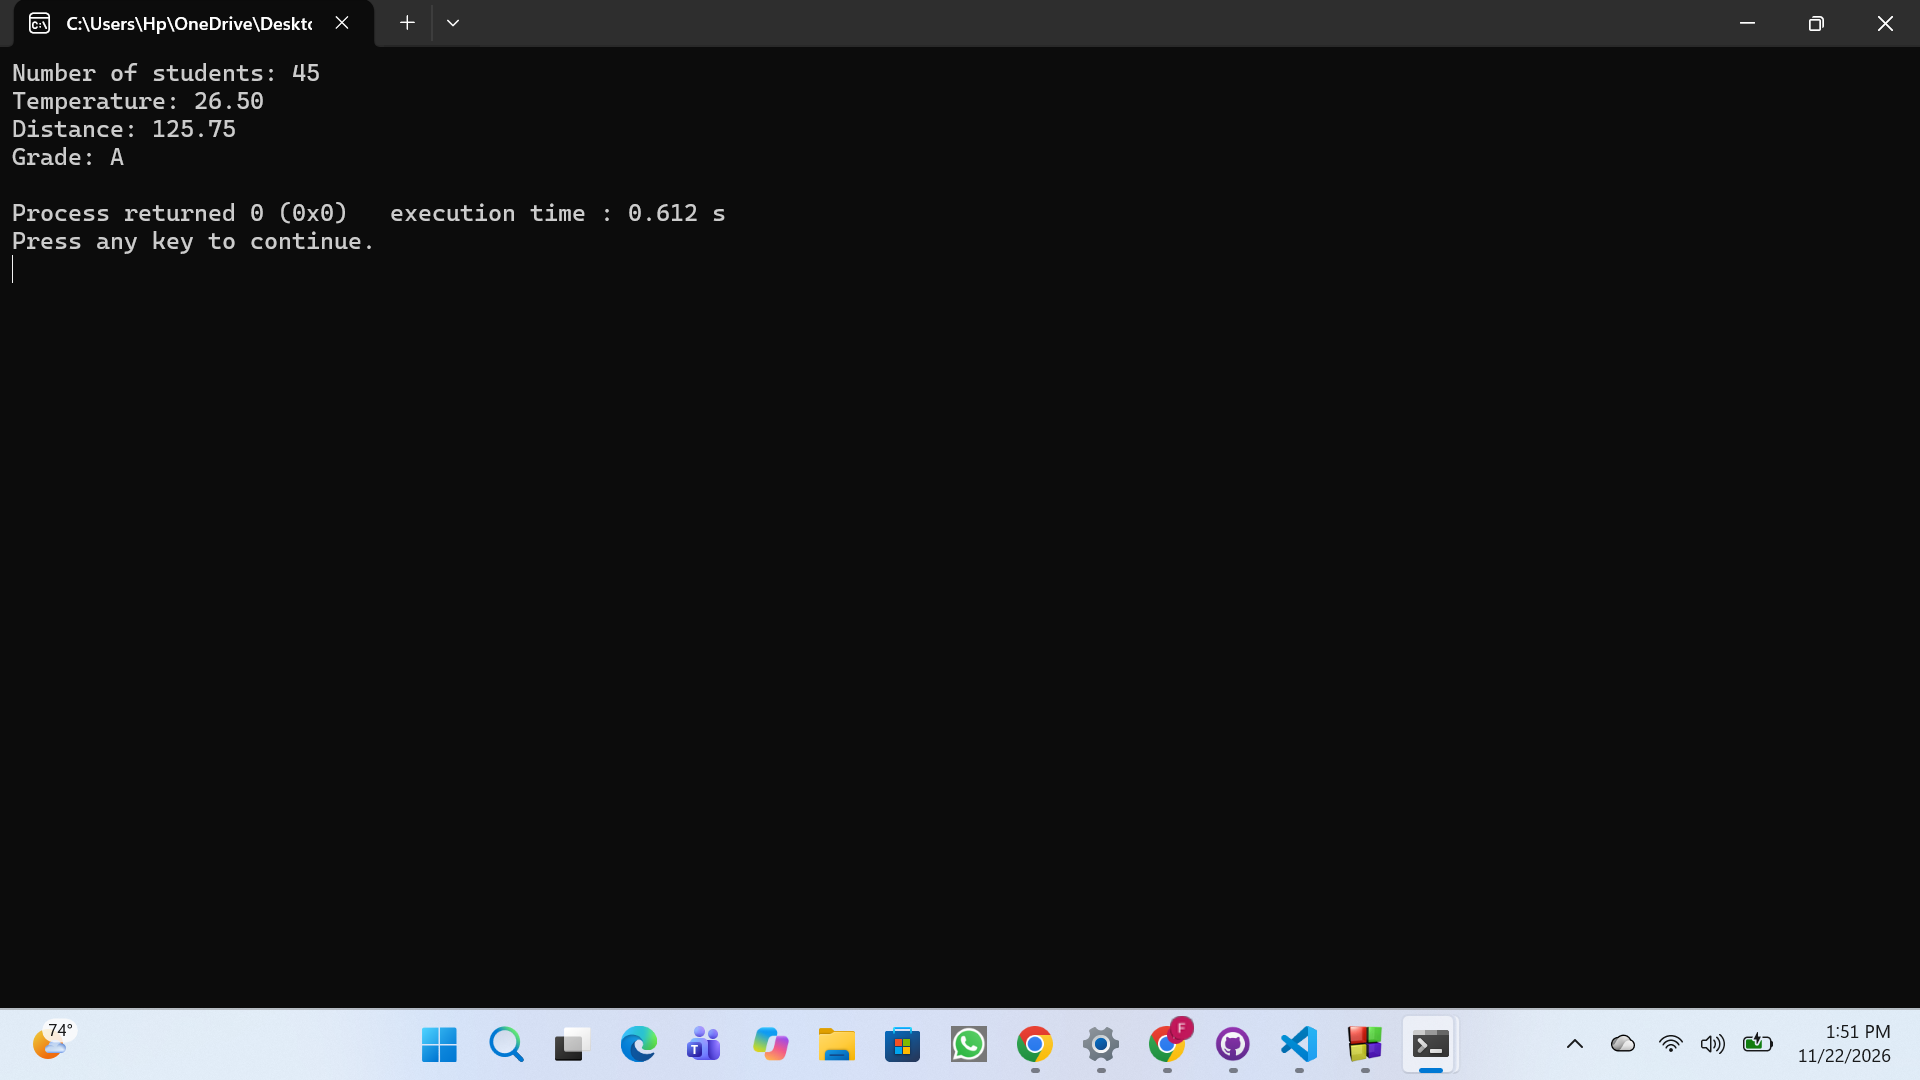 C:\Users\Hp\OneDrive\Deskt
Number of students: 45
Temperature: 26.50
Distance: 125.75
Grade: A
Process returned 0 (0x0)   execution time : 0.612 s
Press any key to continue.
74°
F
1:51 PM
11/22/2026